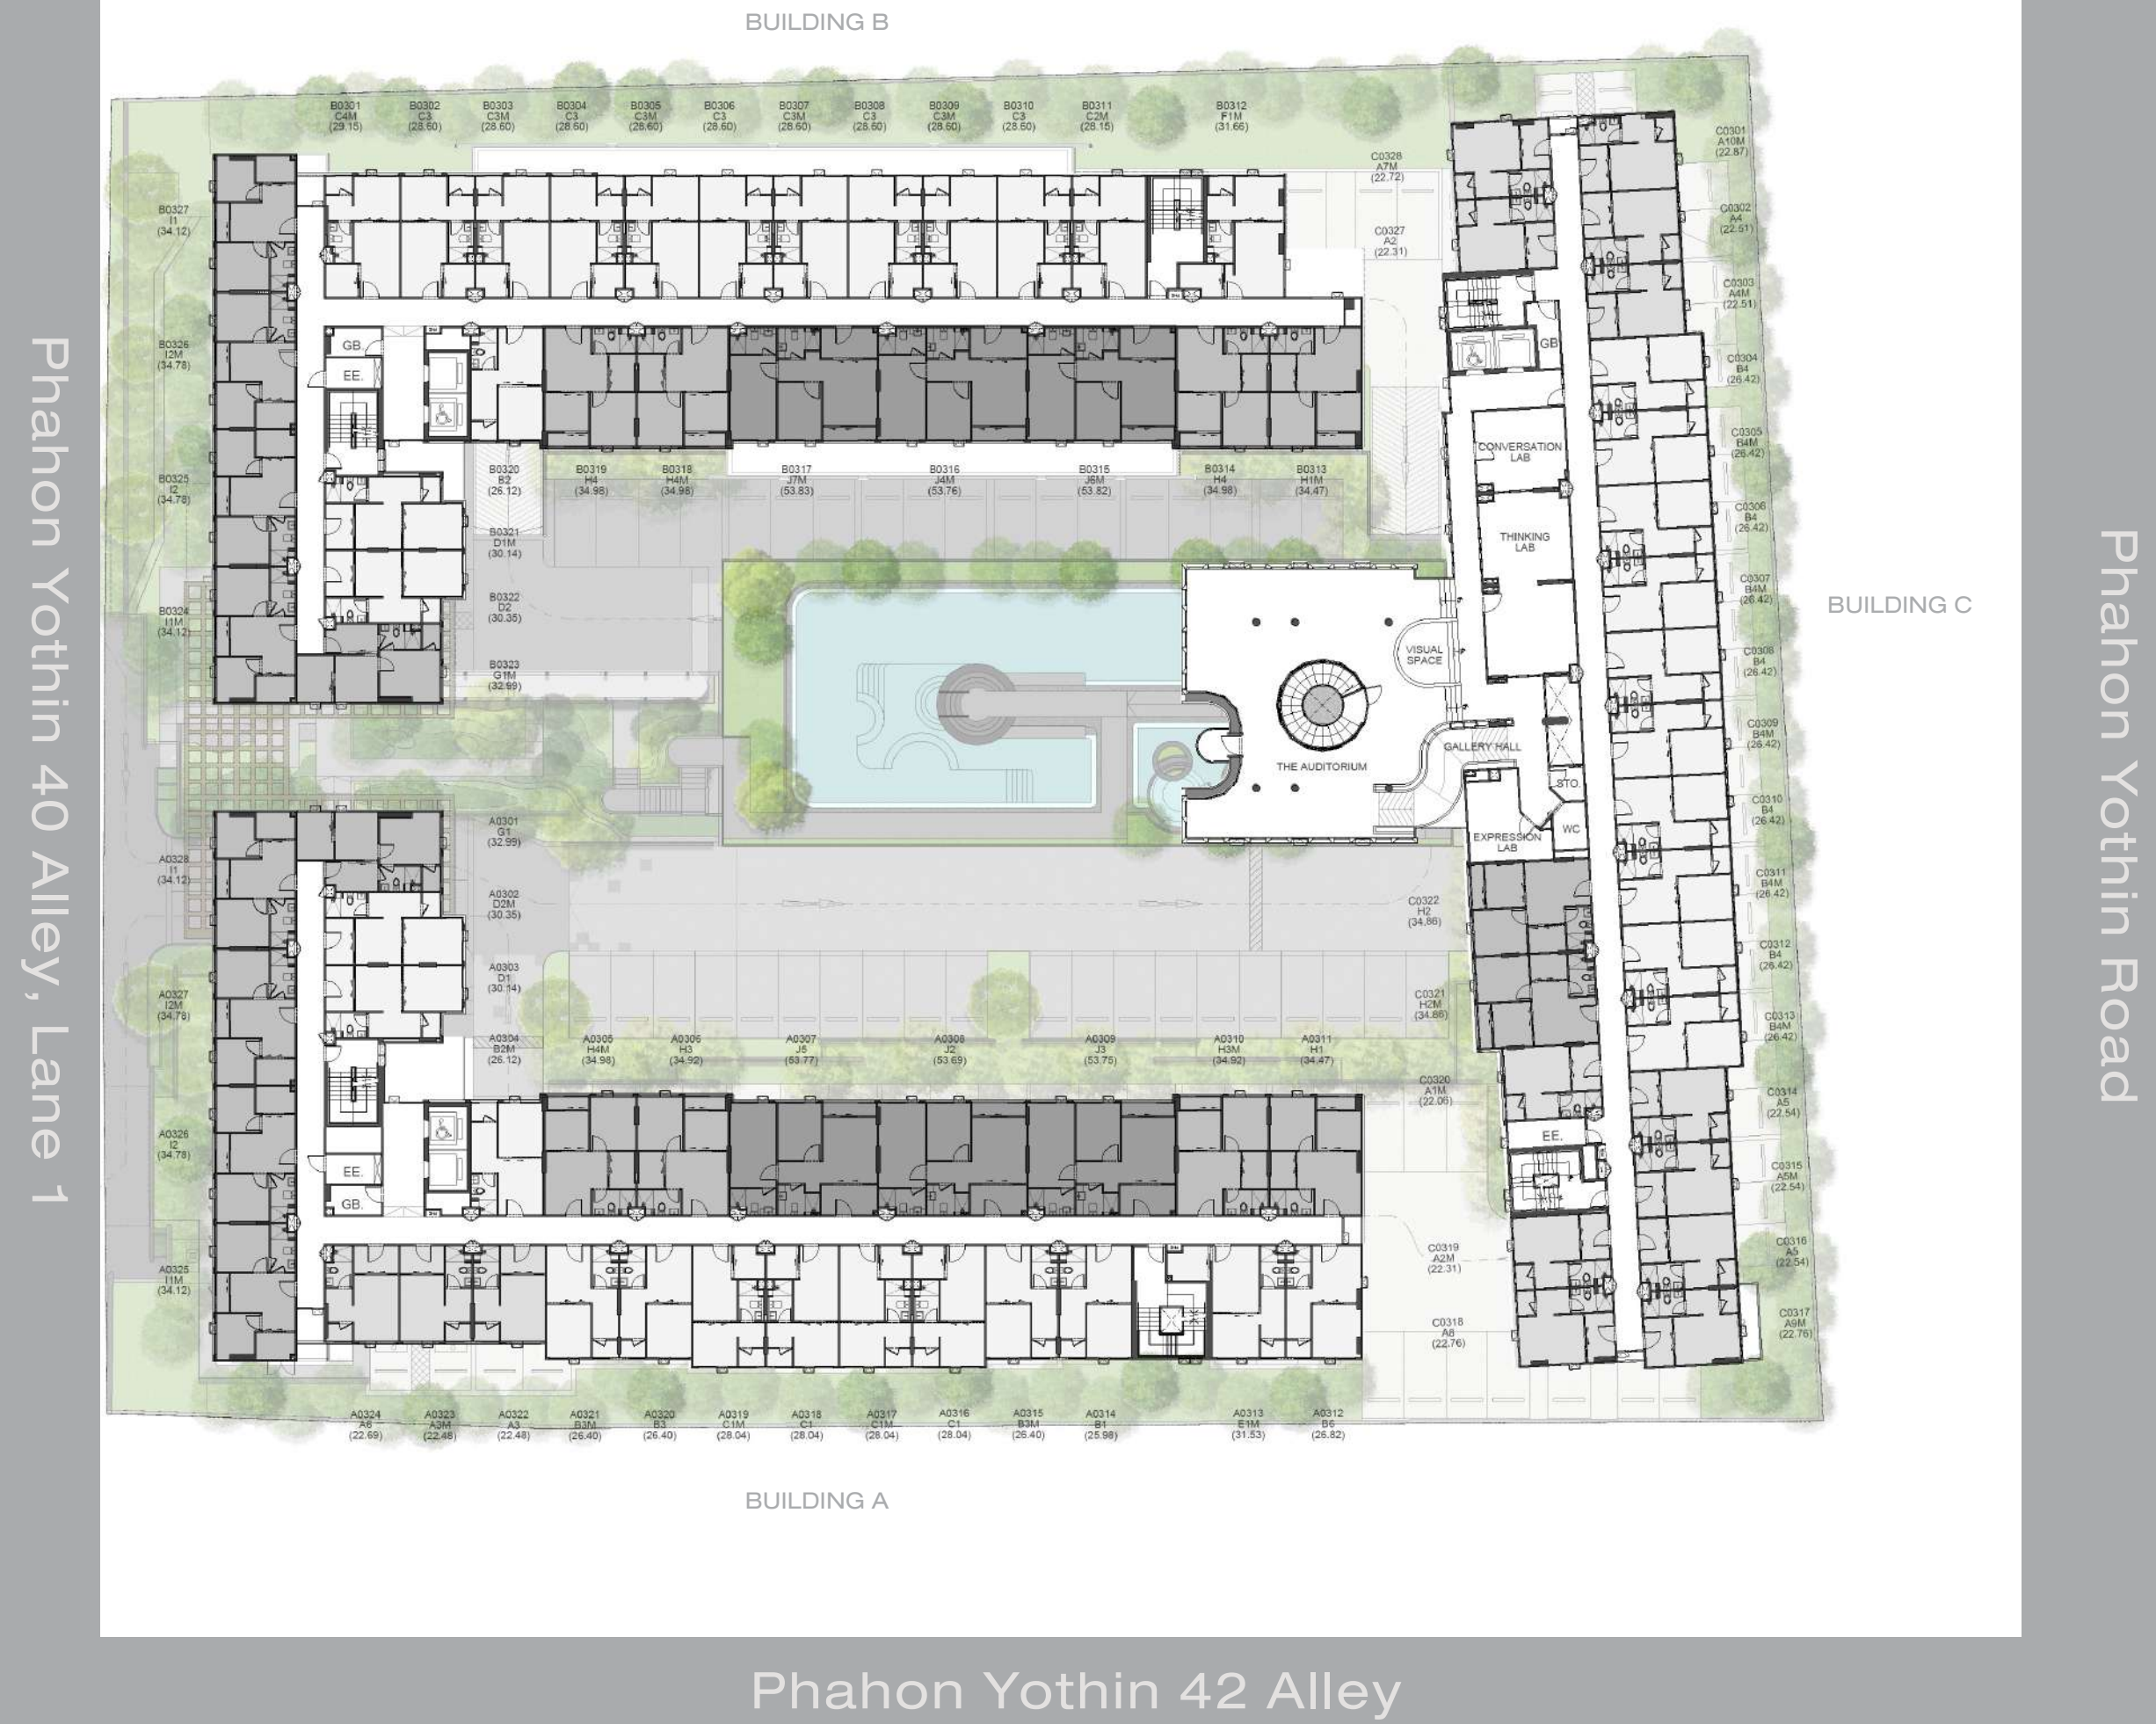 BUILDING B
B0301
C4M
(29.15)
B0302
C3
(28.60)
B0303
C3M
(28.60)
B0304
C3
(28.60)
B0305
C3M
(28.60)
B0306
C3
(28.60)
B0307
C3M
(28.60)
B0308
C3
(28.60)
B0309
C3M
(28.60)
B0310
C3
(28.60)
B0311
C2M
(28.15)
B0312
F1M
(31.66)
C0328
A7M
(22.72)
C0327
A2
(22.31)
C0301
A10M
(22.87)
C0302
A4
(22.51)
C0303
A4M
(22.51)
C0304
B4
(26.42)
C0305
B4M
(26.42)
C0306
B4
(26.42)
C0307
B4M
(26.42)
C0308
B4
(26.42)
C0309
B4M
(26.42)
C0310
B4
(26.42)
C0311
B4M
(26.42)
C0312
B4
(26.42)
C0313
B4M
(26.42)
C0314
A5
(22.54)
C0315
A5M
(22.54)
C0316
A5
(22.54)
C0317
A9M
(22.76)
BUILDING C
B0327
I1
(34.12)
B0326
I2M
(34.78)
B0325
I2
(34.78)
B0324
I1M
(34.12)
GB.
EE.
B0320
B2
(26.12)
B0319
H4
(34.98)
B0318
H4M
(34.98)
B0317
J7M
(53.83)
B0316
J4M
(53.76)
B0315
J6M
(53.82)
B0314
H4
(34.98)
B0313
H1M
(34.47)
B0321
D1M
(30.14)
B0322
D2
(30.35)
B0323
G1M
(32.99)
GB
CONVERSATION
LAB
THINKING
LAB
VISUAL
SPACE
GALLERY HALL
THE AUDITORIUM
STO.
WC
EXPRESSION
LAB
A0301
G1
(32.99)
A0302
D2M
(30.35)
A0303
D1
(30.14)
A0304
B2M
(26.12)
A0305
H4M
(34.98)
A0306
H3
(34.92)
A0307
J5
(53.77)
A0308
J2
(53.69)
A0309
J3
(53.75)
A0310
H3M
(34.92)
A0311
H1
(34.47)
A0328
I1
(34.12)
A0327
I2M
(34.78)
A0326
I2
(34.78)
A0325
I1M
(34.12)
EE.
GB.
C0322
H2
(34.86)
C0321
H2M
(34.86)
C0320
A1M
(22.06)
EE.
C0319
A2M
(22.31)
C0318
A8
(22.76)
A0324
A6
(22.69)
A0323
A3M
(22.48)
A0322
A3
(22.48)
A0321
B3M
(26.40)
A0320
B3
(26.40)
A0319
C1M
(28.04)
A0318
C1
(28.04)
A0317
C1M
(28.04)
A0316
C1
(28.04)
A0315
B3M
(26.40)
A0314
B1
(25.98)
A0313
E1M
(31.53)
A0312
B6
(26.82)
BUILDING A
Phahon Yothin 40 Alley, Lane 1
Phahon Yothin Road
Phahon Yothin 42 Alley